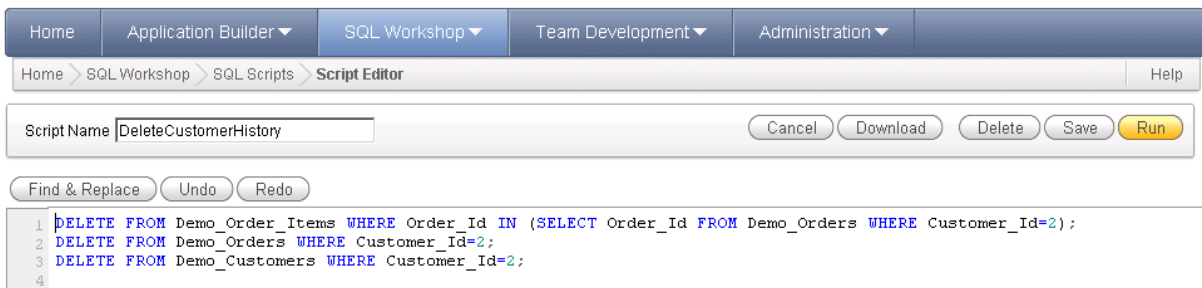 Home Application Builder SQL Workshop Team Development Administration
Home SQL Workshop SQL Scripts Script Editor Help
Script Name DeleteCustomerHistory Cancel Download Delete Save Run
Find & Replace Undo Redo
1 DELETE FROM Demo_Order_Items WHERE Order_Id IN (SELECT Order_Id FROM Demo_Orders WHERE Customer_Id=2);
2 DELETE FROM Demo_Orders WHERE Customer_Id=2;
3 DELETE FROM Demo_Customers WHERE Customer_Id=2;
4